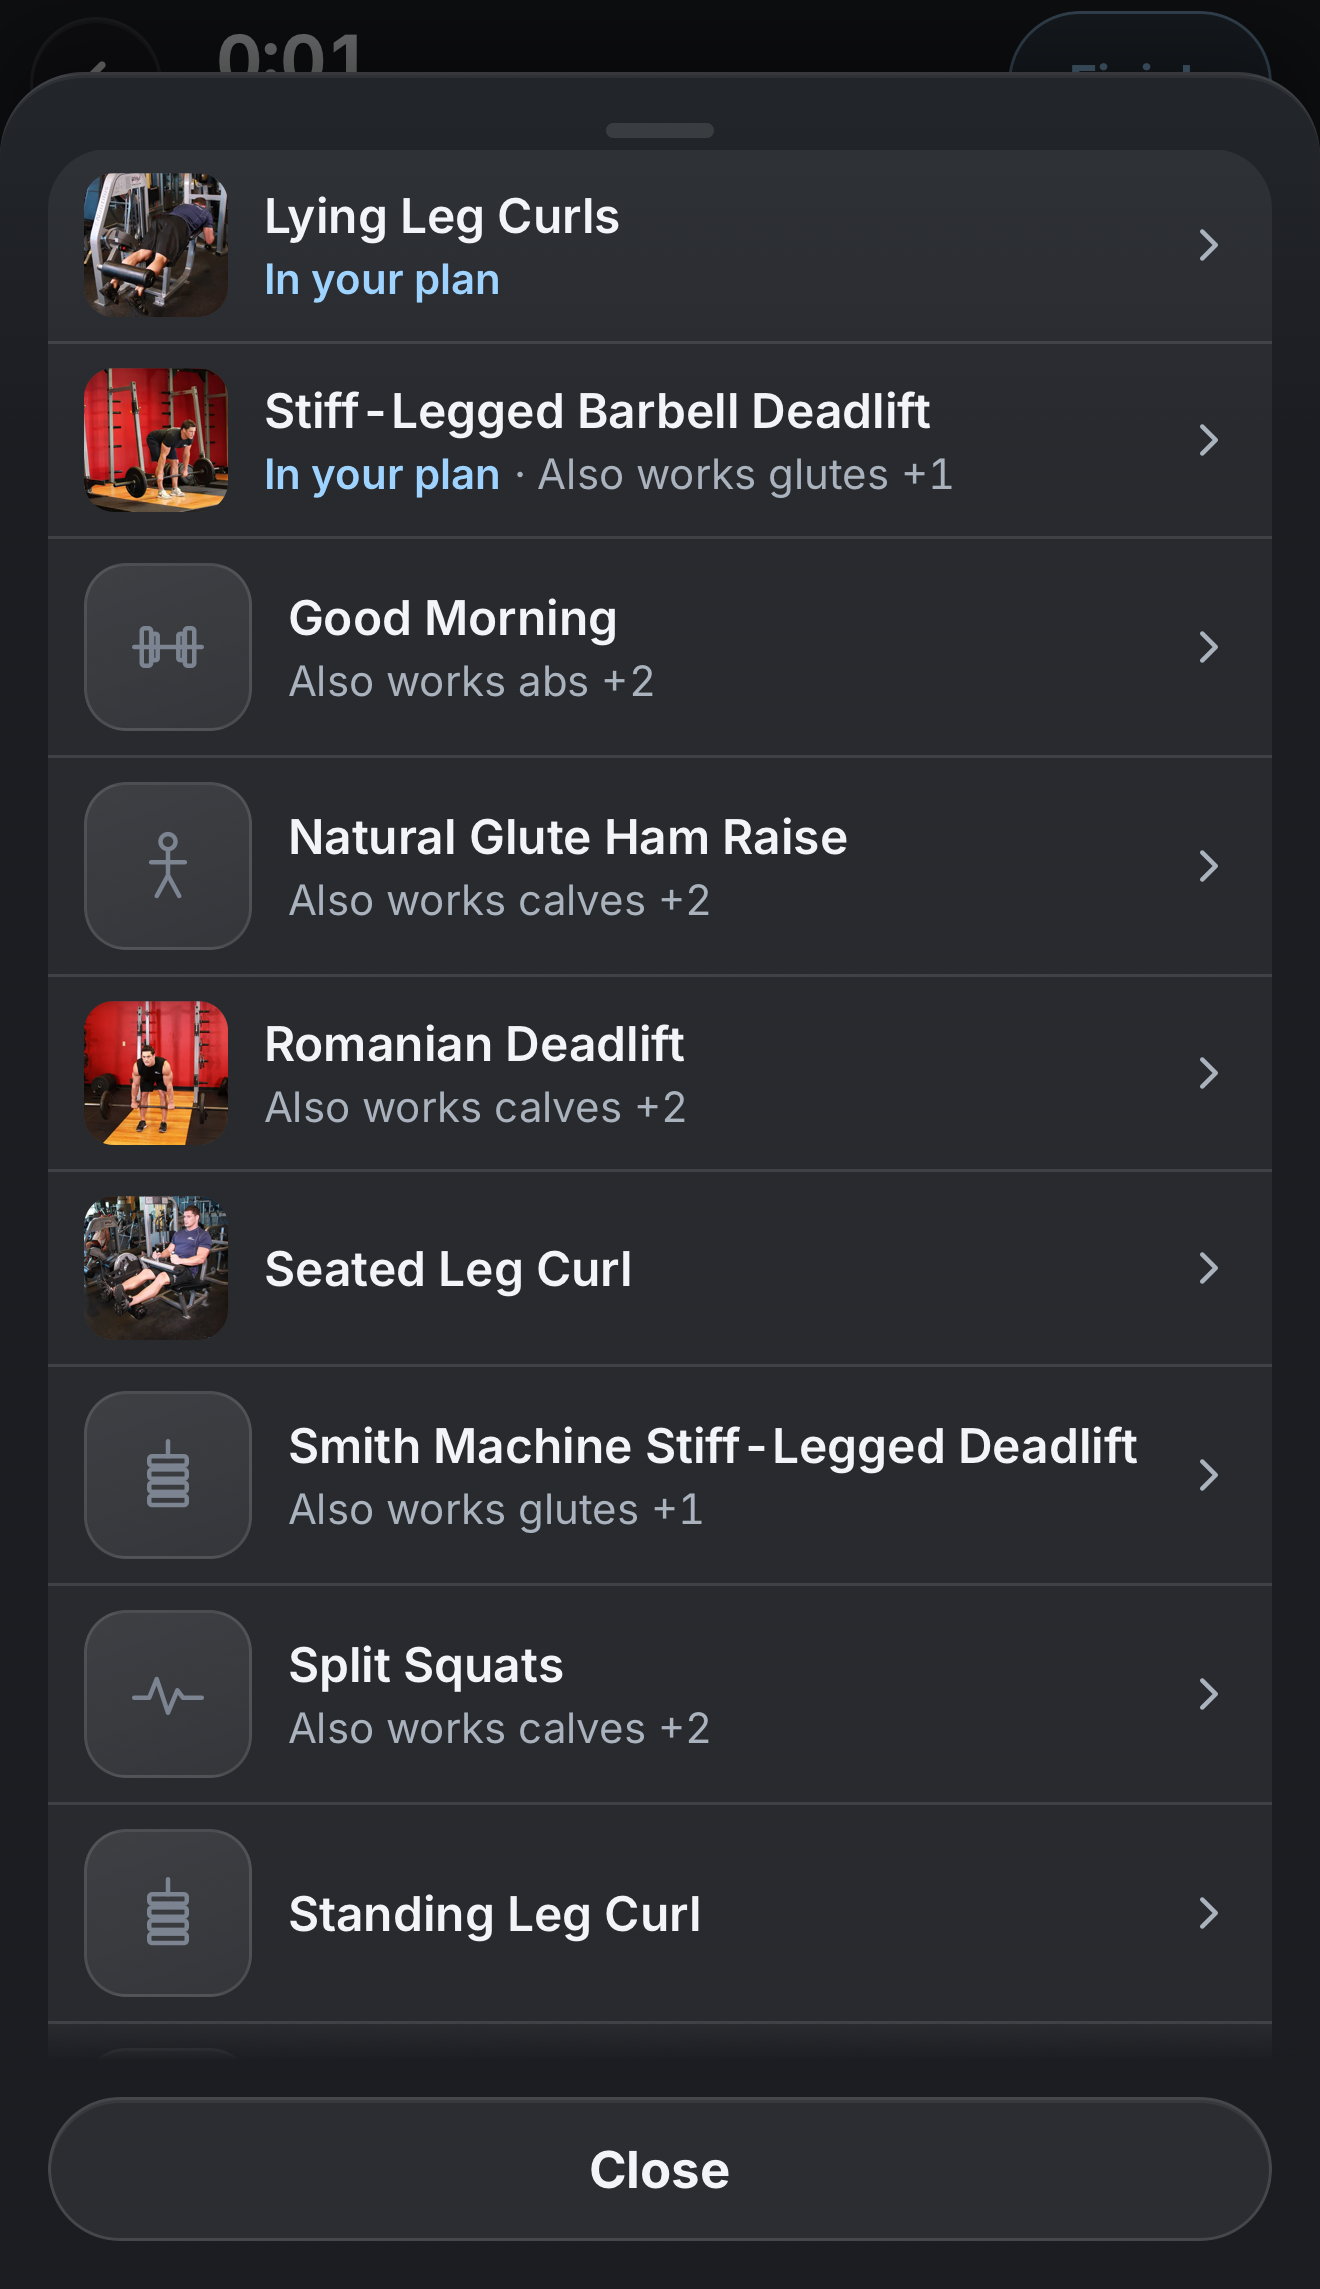 0:01
Finish
Lying Leg Curls
In your plan
Stiff-Legged Barbell Deadlift
In your plan · Also works glutes +1
Good Morning
Also works abs +2
Natural Glute Ham Raise
Also works calves +2
Romanian Deadlift
Also works calves +2
Seated Leg Curl
Smith Machine Stiff-Legged Deadlift
Also works glutes +1
Split Squats
Also works calves +2
Standing Leg Curl
Close